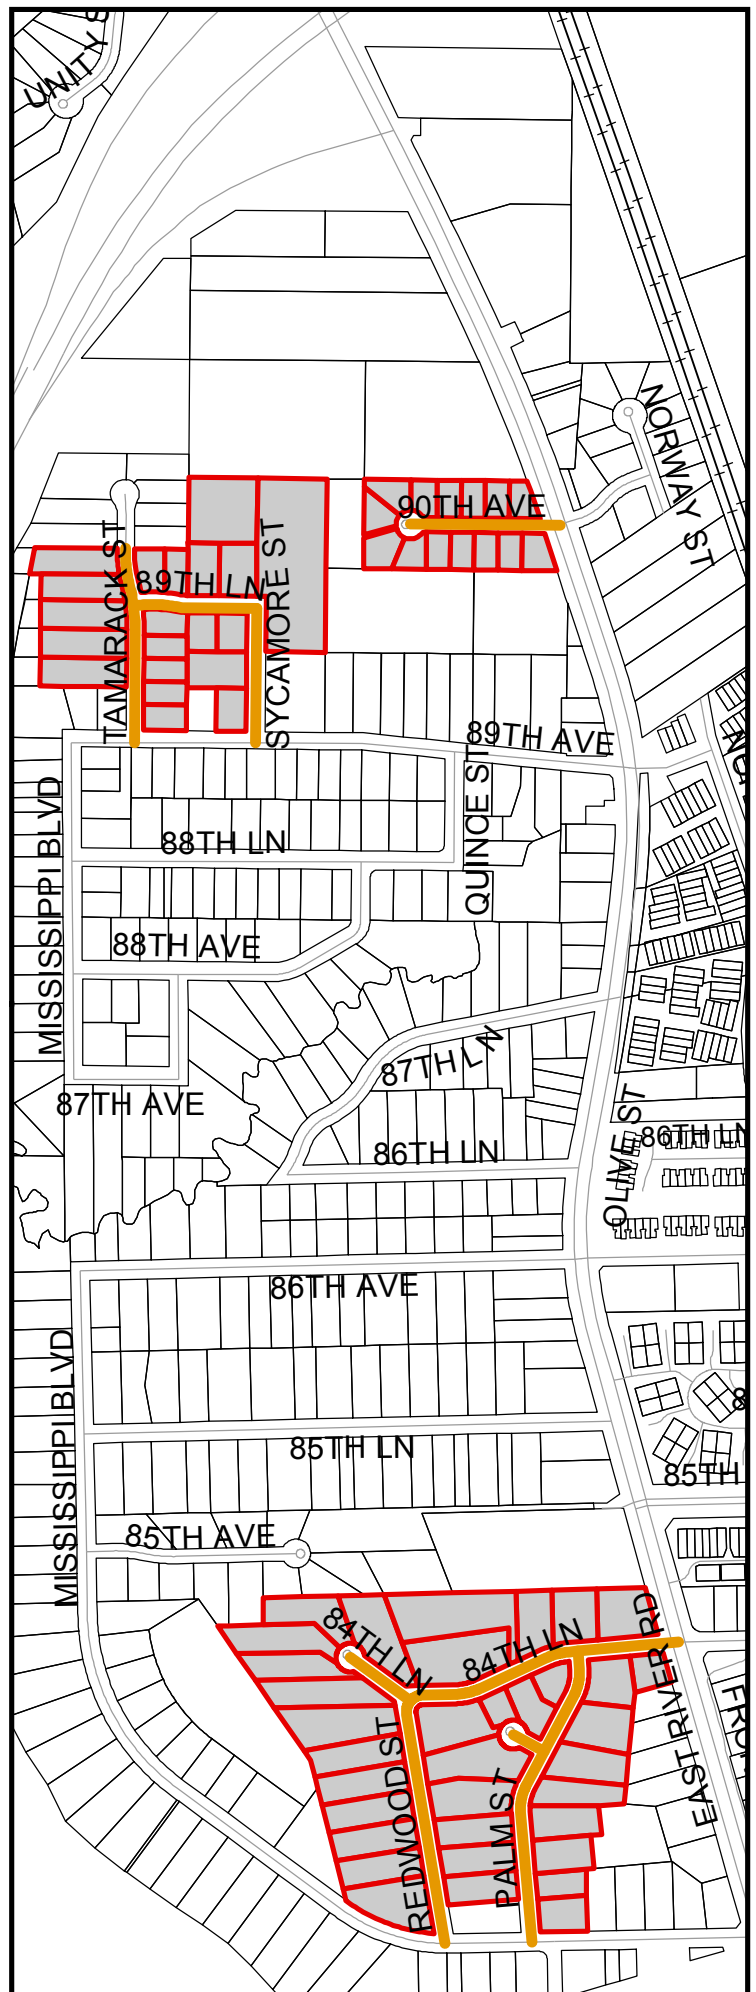 UNITY S
NORWAY ST
90TH AVE
TAMARACK ST
89TH LN
SYCAMORE ST
89TH AVE
QUINCE ST
MISSISSIPPI BLVD
88TH LN
88TH AVE
87TH LN
87TH AVE
OLIVE ST
86TH LN
86TH LN
86TH AVE
MISSISSIPPI BLVD
85TH LN
85TH
85TH AVE
84TH LN
84TH LN
EAST RIVER RD
REDWOOD ST
PALM ST